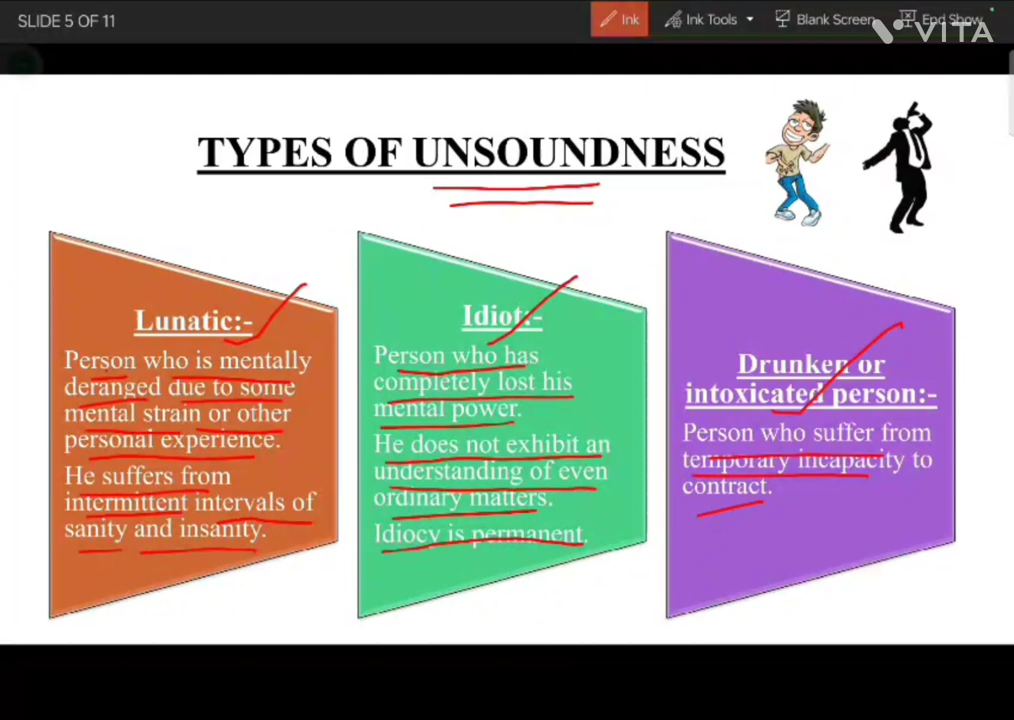 SLIDE 5 OF 11
Ink
Ink Tools
Blank Screen
End Show
VITA
TYPES OF UNSOUNDNESS
Lunatic:-
Person who is mentally
deranged due to some
mental strain or other
personal experience.
He suffers from
intermittent intervals of
sanity and insanity.
Idiot:-
Person who has
completely lost his
mental power.
He does not exhibit an
understanding of even
ordinary matters.
Idiocy is permanent.
Drunken or
intoxicated person:-
Person who suffer from
temporary incapacity to
contract.